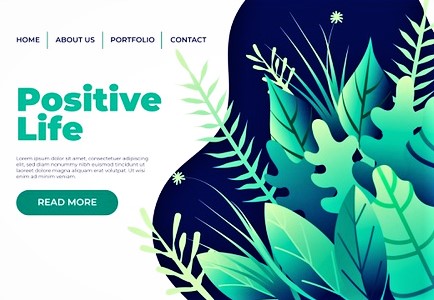 HOME ABOUT US PORTFOLIO CONTACT
Positive
Life
Lorem ipsum dolor sit amet, consectetuer adipiscing
elit, sed diam nonummy nibh euismod tincidunt ut
laoreet dolore magna aliquam erat volutpat. Ut wisi
enim ad minim veniam.
READ MORE